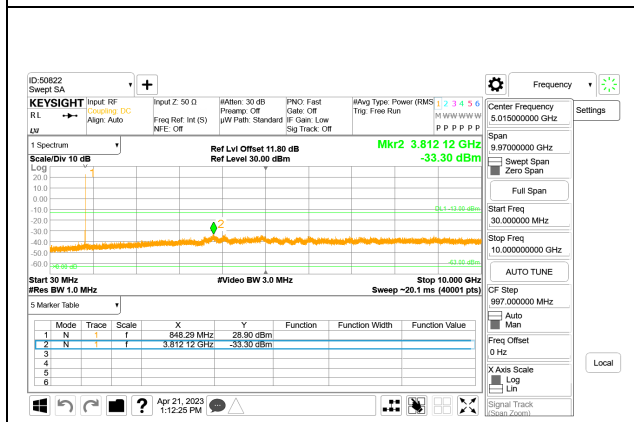 ID:50822
Swept SA
Frequency
KEYSIGHT
RL
LXI
Input: RF
Coupling: DC
Align: Auto
Input Z: 50 Ω
Freq Ref: Int (S)
NFE: Off
#Atten: 30 dB
Preamp: Off
µW Path: Standard
PNO: Fast
Gate: Off
IF Gain: Low
Sig Track: Off
#Avg Type: Power (RMS
Trig: Free Run
1 2 3 4 5 6
M W W W W W
P P P P P P
1 Spectrum
Scale/Div 10 dB
Log
Ref Lvl Offset 11.80 dB
Ref Level 30.00 dBm
Mkr2 3.812 12 GHz
-33.30 dBm
20.0
10.0
0.00
-10.0
-20.0
-30.0
-40.0
-50.0
-60.0
1
2
DL1 -13.00 dBm
Start 30 MHz
#Res BW 1.0 MHz
#Video BW 3.0 MHz
Stop 10.000 GHz
Sweep ~20.1 ms (40001 pts)
5 Marker Table
Mode Trace Scale X Y Function Function Width Function Value
1 N 1 f 848.29 MHz 28.90 dBm
2 N 1 f 3.812 12 GHz -33.30 dBm
3
4
5
6
Apr 21, 2023
1:12:25 PM
Center Frequency
5.015000000 GHz
Settings
Span
9.97000000 GHz
Swept Span
Zero Span
Full Span
Start Freq
30.000000 MHz
Stop Freq
10.000000000 GHz
AUTO TUNE
CF Step
997.000000 MHz
Auto
Man
Freq Offset
0 Hz
X Axis Scale
Log
Lin
Signal Track
(Span Zoom)
Local